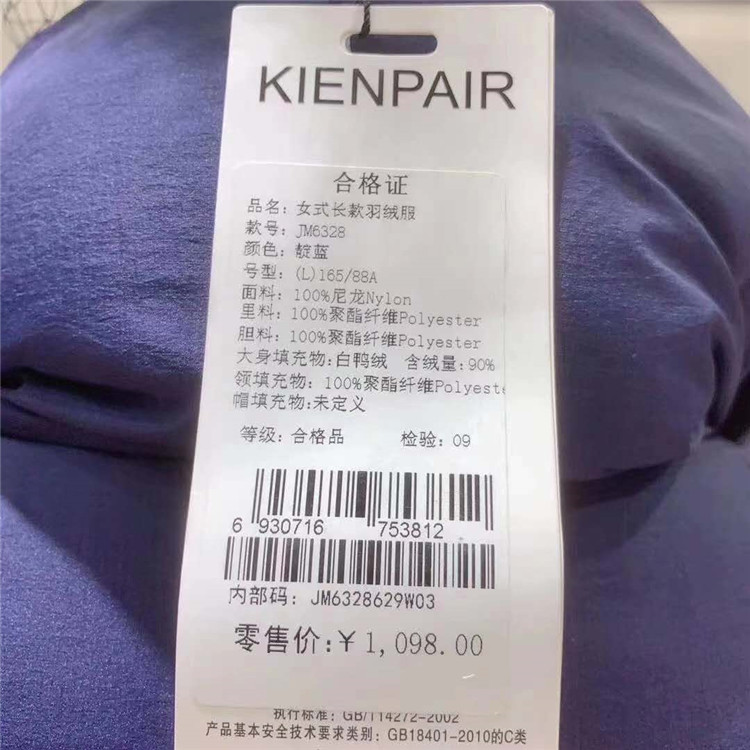 KIENPAIR
合格证
品名: 女式长款羽绒服
款号: JM6328
颜色: 靛蓝
号型: (L)165/88A
面料: 100%尼龙Nylon
里料: 100%聚酯纤维Polyester
胆料: 100%聚酯纤维Polyester
大身填充物:白鸭绒 含绒量:90%
领填充物: 100%聚酯纤维Polyeste
帽填充物:未定义
等级: 合格品 检验: 09
6 930716 753812
内部码: JM6328629W03
零售价:￥1,098.00
执行标准: GB/T14272-2002
产品基本安全技术要求类别: GB18401-2010的C类